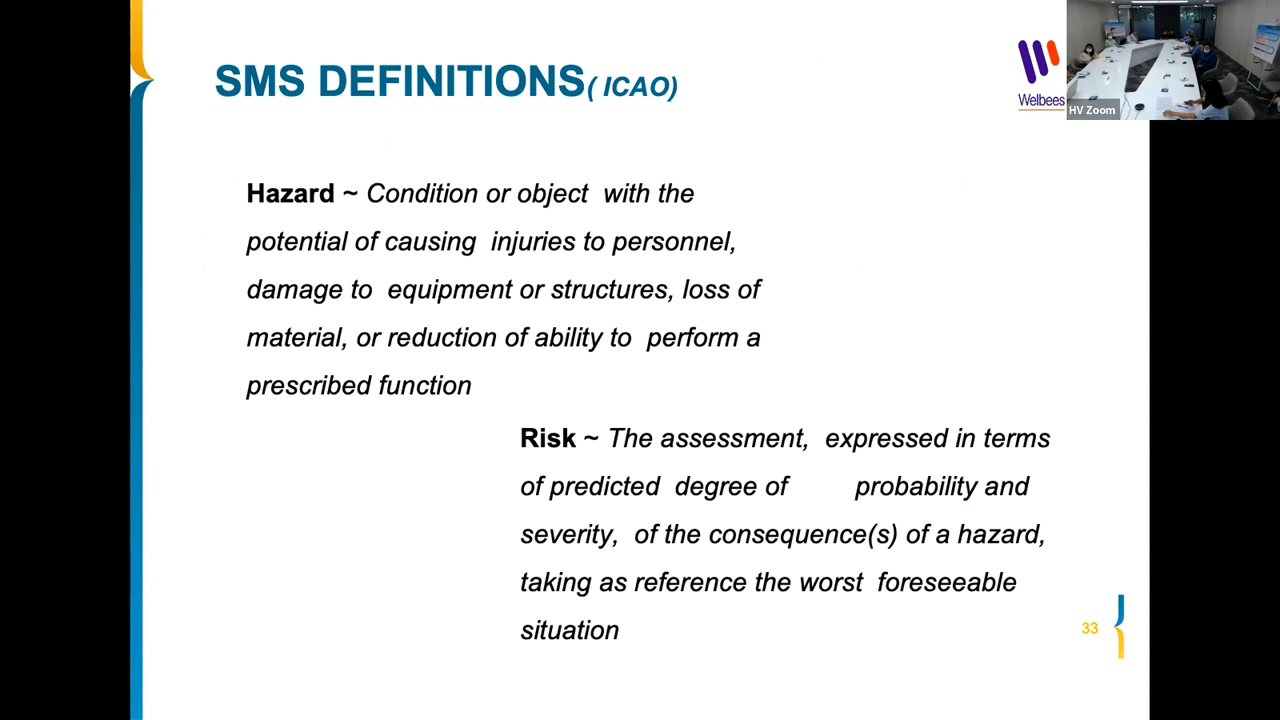 SMS DEFINITIONS( ICAO)
Welbees
HV Zoom
Hazard ~ Condition or object with the
potential of causing injuries to personnel,
damage to equipment or structures, loss of
material, or reduction of ability to perform a
prescribed function
Risk ~ The assessment, expressed in terms
of predicted degree of probability and
severity, of the consequence(s) of a hazard,
taking as reference the worst foreseeable
situation
33